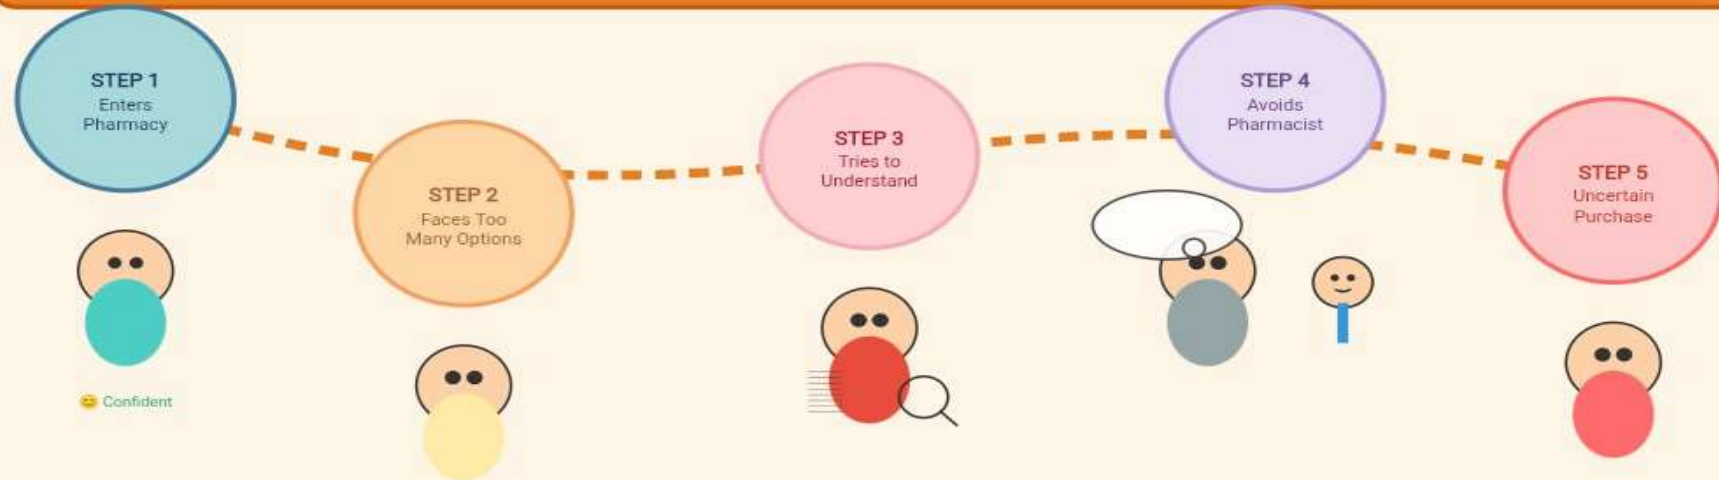 STEP 1
Enters
Pharmacy
😊 Confident
STEP 2
Faces Too
Many Options
STEP 3
Tries to
Understand
STEP 4
Avoids
Pharmacist
STEP 5
Uncertain
Purchase